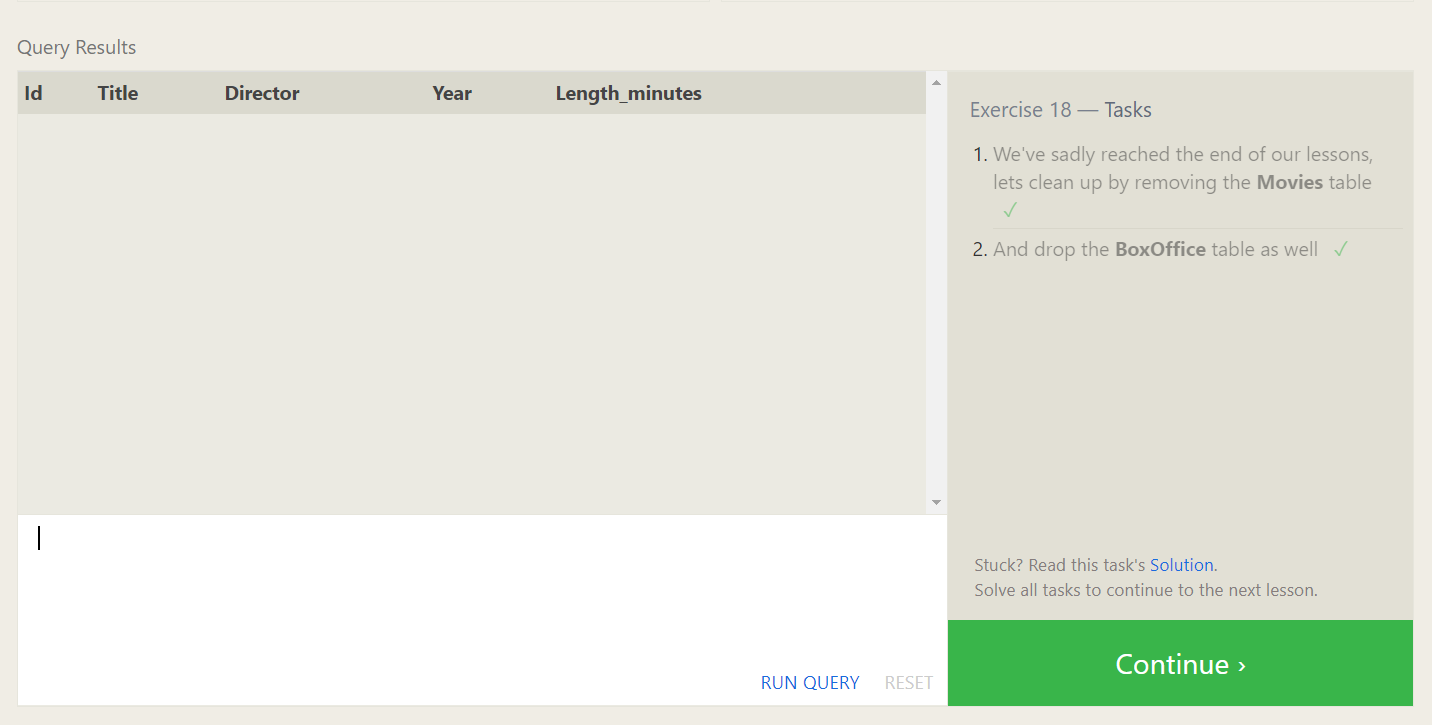 Query Results
Id Title Director Year Length_minutes
Exercise 18 — Tasks
1. We've sadly reached the end of our lessons,
lets clean up by removing the Movies table
✓
2. And drop the BoxOffice table as well ✓
Stuck? Read this task's Solution.
Solve all tasks to continue to the next lesson.
RUN QUERY RESET
Continue ›